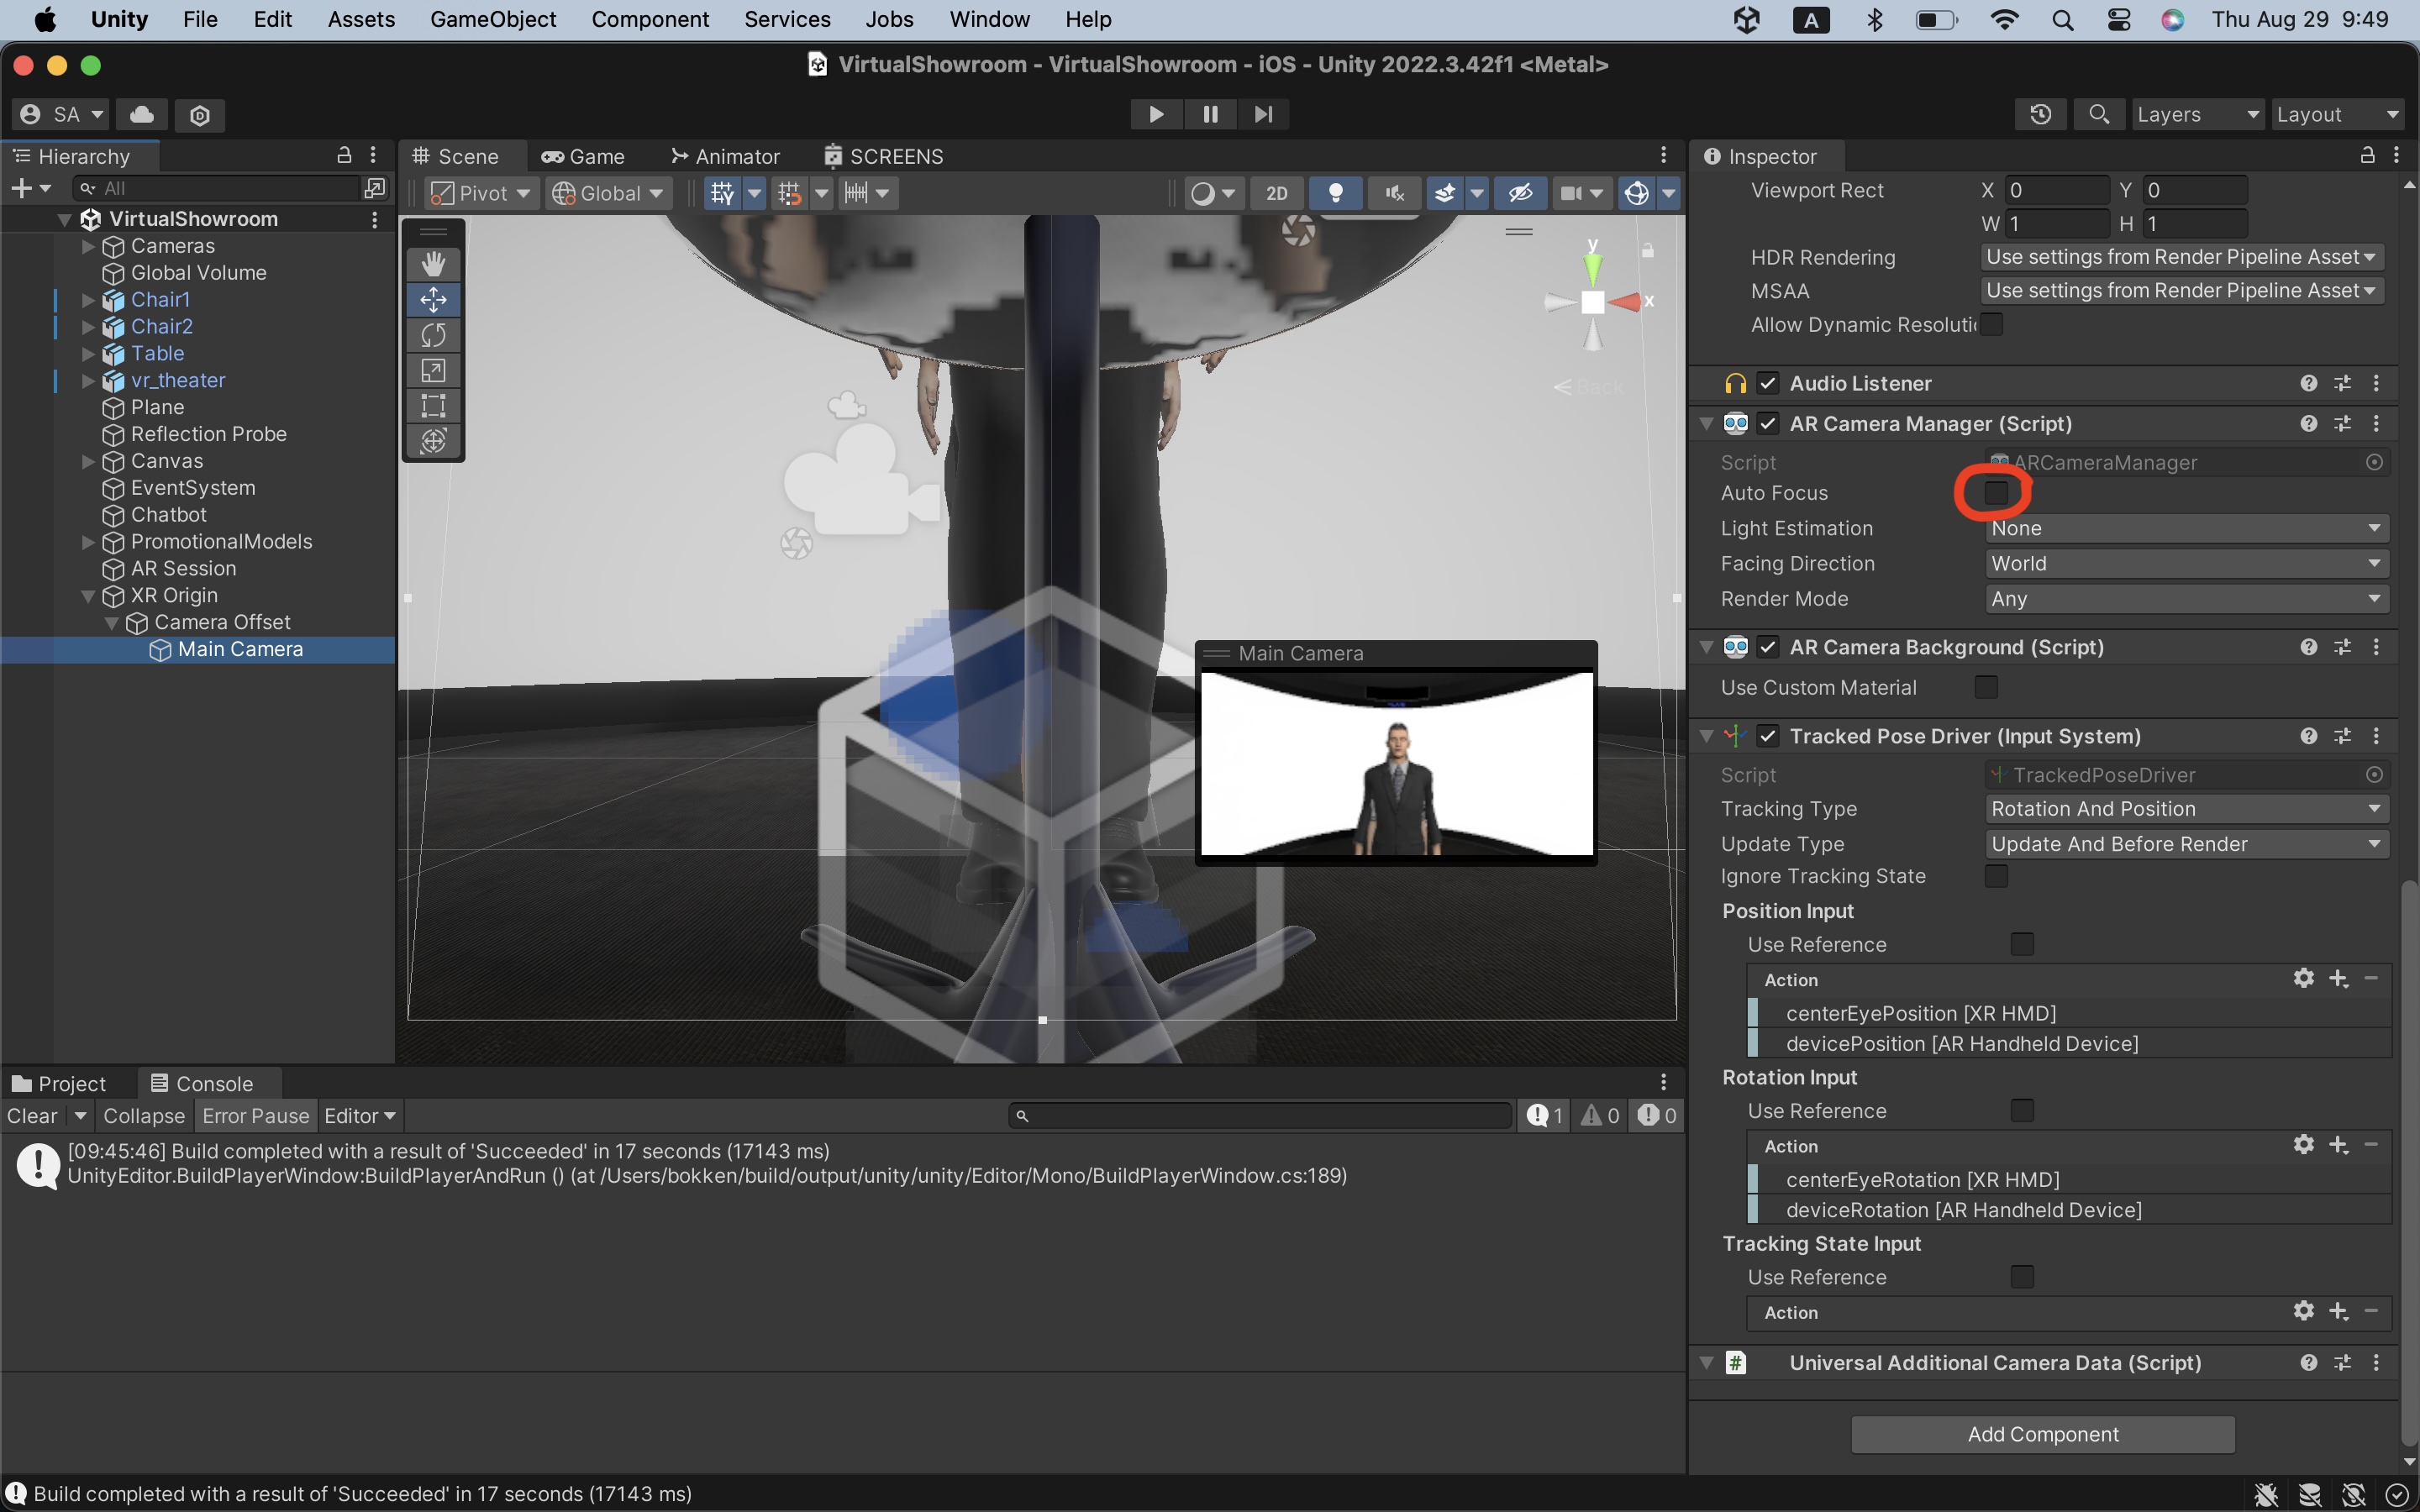 Unity File Edit Assets GameObject Component Services Jobs Window Help A Thu Aug 29 9:49
VirtualShowroom - VirtualShowroom - iOS - Unity 2022.3.42f1 <Metal>
SA Layers Layout
Hierarchy
All
VirtualShowroom
Cameras
Global Volume
Chair1
Chair2
Table
vr_theater
Plane
Reflection Probe
Canvas
EventSystem
Chatbot
PromotionalModels
AR Session
XR Origin
Camera Offset
Main Camera
Scene Game Animator SCREENS
Pivot Global 2D
y
x
Back
Main Camera
Inspector
Viewport Rect X 0 Y 0
W 1 H 1
HDR Rendering Use settings from Render Pipeline Asset
MSAA Use settings from Render Pipeline Asset
Allow Dynamic Resoluti
Audio Listener
AR Camera Manager (Script)
Script ARCameraManager
Auto Focus
Light Estimation None
Facing Direction World
Render Mode Any
AR Camera Background (Script)
Use Custom Material
Tracked Pose Driver (Input System)
Script TrackedPoseDriver
Tracking Type Rotation And Position
Update Type Update And Before Render
Ignore Tracking State
Position Input
Use Reference
Action
centerEyePosition [XR HMD]
devicePosition [AR Handheld Device]
Rotation Input
Use Reference
Action
centerEyeRotation [XR HMD]
deviceRotation [AR Handheld Device]
Tracking State Input
Use Reference
Action
# Universal Additional Camera Data (Script)
Add Component
Project Console
Clear Collapse Error Pause Editor 1 0 0
[09:45:46] Build completed with a result of 'Succeeded' in 17 seconds (17143 ms)
UnityEditor.BuildPlayerWindow:BuildPlayerAndRun () (at /Users/bokken/build/output/unity/unity/Editor/Mono/BuildPlayerWindow.cs:189)
Build completed with a result of 'Succeeded' in 17 seconds (17143 ms)